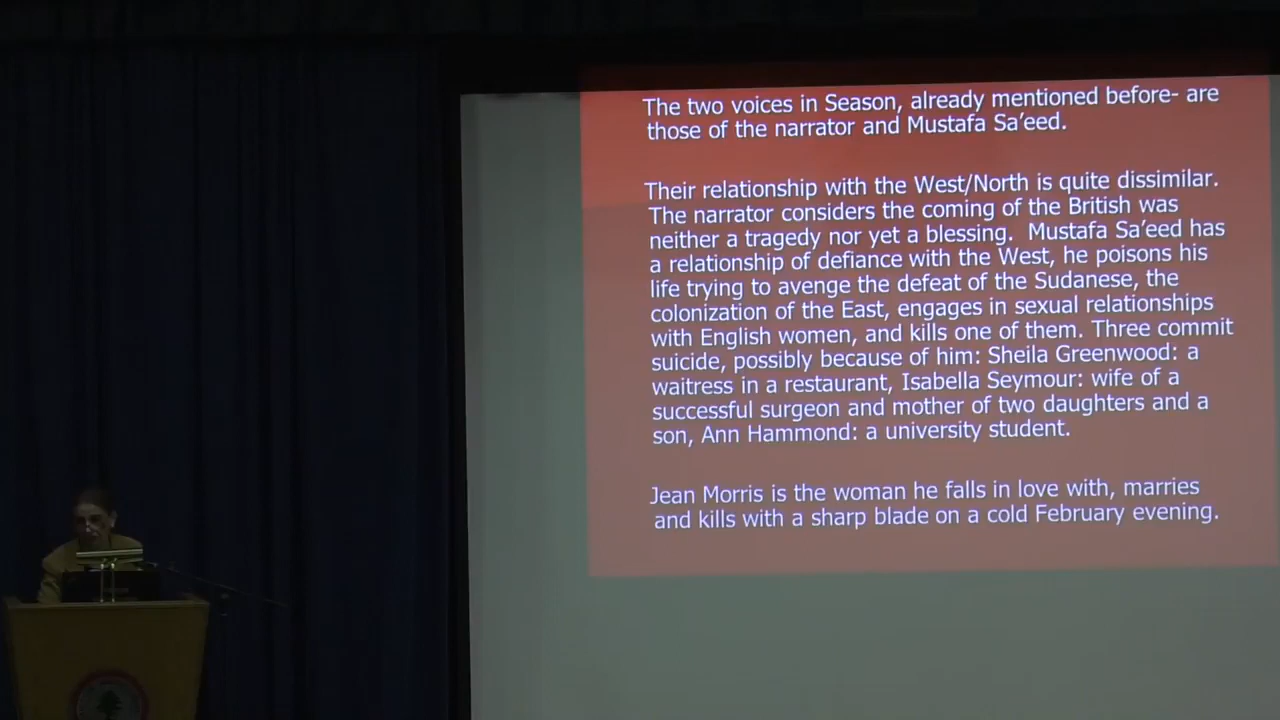 The two voices in Season, already mentioned before- are
those of the narrator and Mustafa Sa’eed.
Their relationship with the West/North is quite dissimilar.
The narrator considers the coming of the British was
neither a tragedy nor yet a blessing.  Mustafa Sa’eed has
a relationship of defiance with the West, he poisons his
life trying to avenge the defeat of the Sudanese, the
colonization of the East, engages in sexual relationships
with English women, and kills one of them. Three commit
suicide, possibly because of him: Sheila Greenwood: a
waitress in a restaurant, Isabella Seymour: wife of a
successful surgeon and mother of two daughters and a
son, Ann Hammond: a university student.
Jean Morris is the woman he falls in love with, marries
and kills with a sharp blade on a cold February evening.